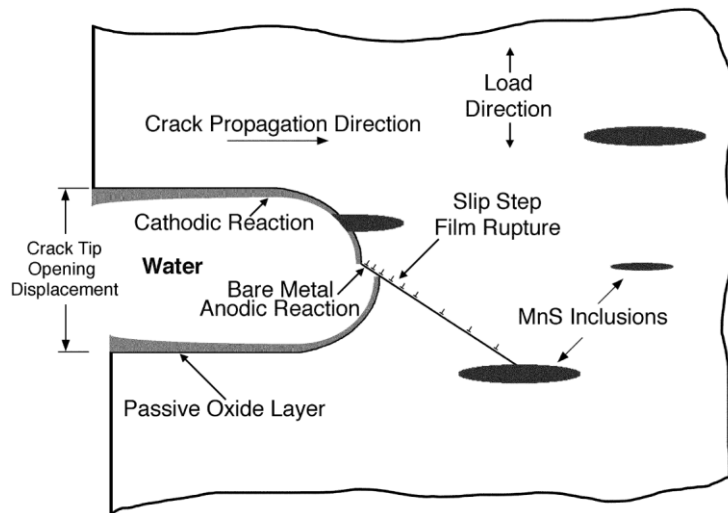 Load
Direction
Crack Propagation Direction
Slip Step
Film Rupture
Cathodic Reaction
Crack Tip
Opening
Displacement
Water
Bare Metal
Anodic Reaction
MnS Inclusions
Passive Oxide Layer